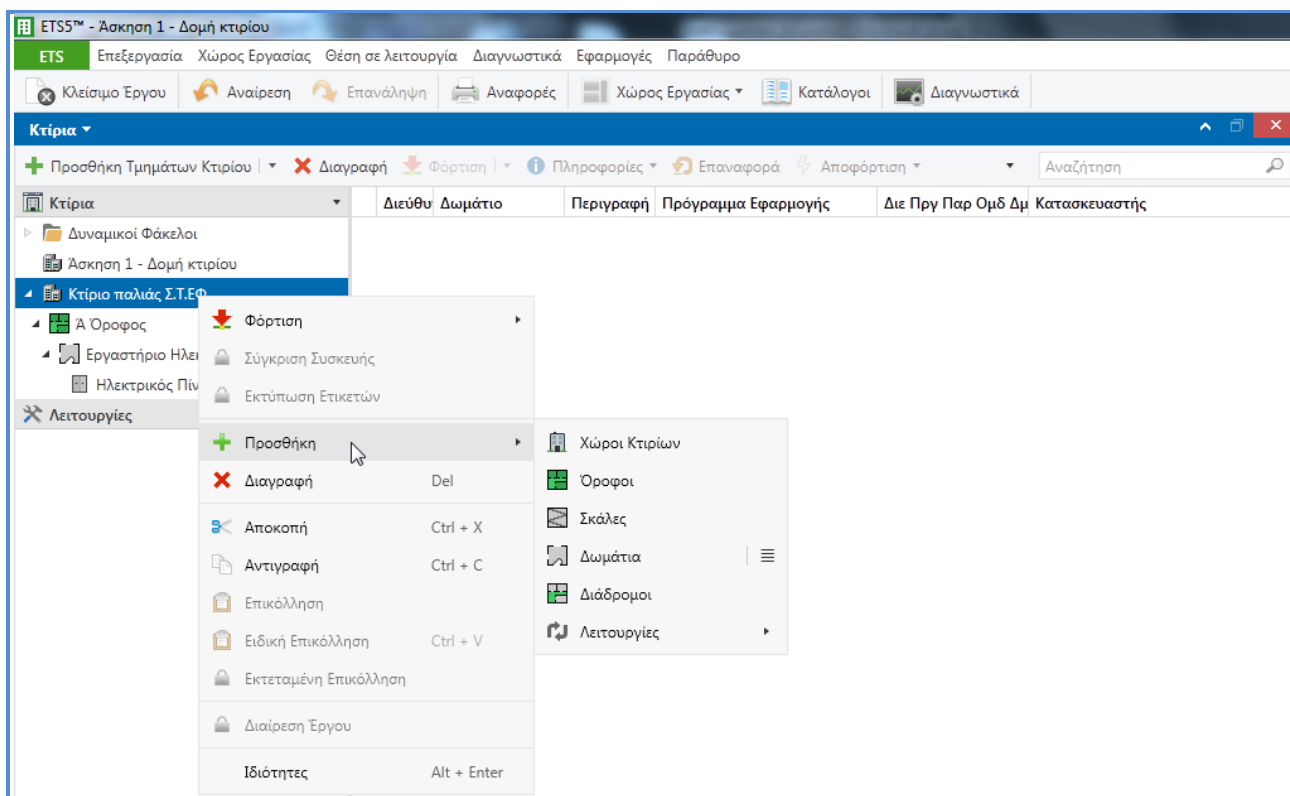 ETS5™ - Άσκηση 1 - Δομή κτιρίου
ETS Επεξεργασία Χώρος Εργασίας Θέση σε λειτουργία Διαγνωστικά Εφαρμογές Παράθυρο
Κλείσιμο Έργου Αναίρεση Επανάληψη Αναφορές Χώρος Εργασίας Κατάλογοι Διαγνωστικά
Κτίρια
Προσθήκη Τμημάτων Κτιρίου Διαγραφή Φόρτιση Πληροφορίες Επαναφορά Αποφόρτιση Αναζήτηση
Κτίρια Διεύθυ Δωμάτιο Περιγραφή Πρόγραμμα Εφαρμογής Διε Πργ Παρ Ομδ Δμ Κατασκευαστής
Δυναμικοί Φάκελοι
Άσκηση 1 - Δομή κτιρίου
Κτίριο παλιάς Σ.Τ.ΕΦ
Ά Όροφος
Εργαστήριο Ηλε
Ηλεκτρικός Πίν
Λειτουργίες
Φόρτιση
Σύγκριση Συσκευής
Εκτύπωση Ετικετών
Προσθήκη
Διαγραφή Del
Αποκοπή Ctrl + X
Αντιγραφή Ctrl + C
Επικόλληση
Ειδική Επικόλληση Ctrl + V
Εκτεταμένη Επικόλληση
Διαίρεση Έργου
Ιδιότητες Alt + Enter
Χώροι Κτιρίων
Όροφοι
Σκάλες
Δωμάτια
Διάδρομοι
Λειτουργίες